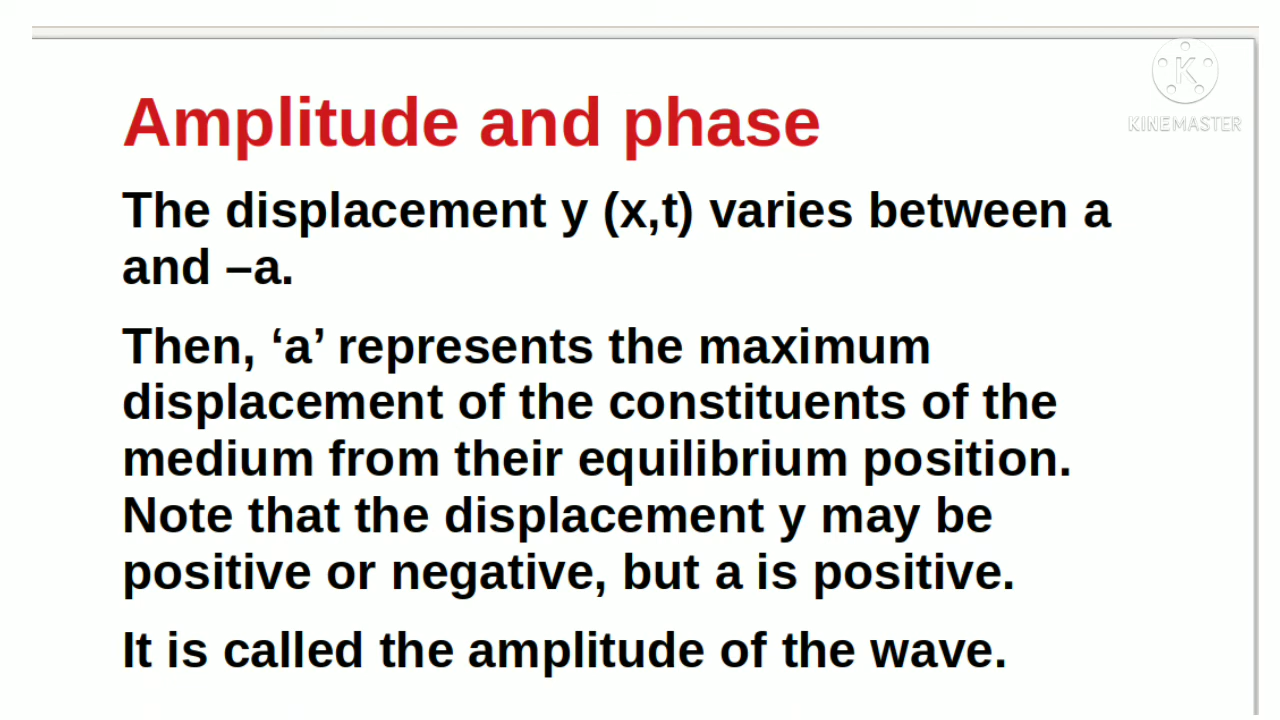 Amplitude and phase
The displacement y (x,t) varies between a
and –a.
Then, ‘a’ represents the maximum
displacement of the constituents of the
medium from their equilibrium position.
Note that the displacement y may be
positive or negative, but a is positive.
It is called the amplitude of the wave.
K
KINEMASTER